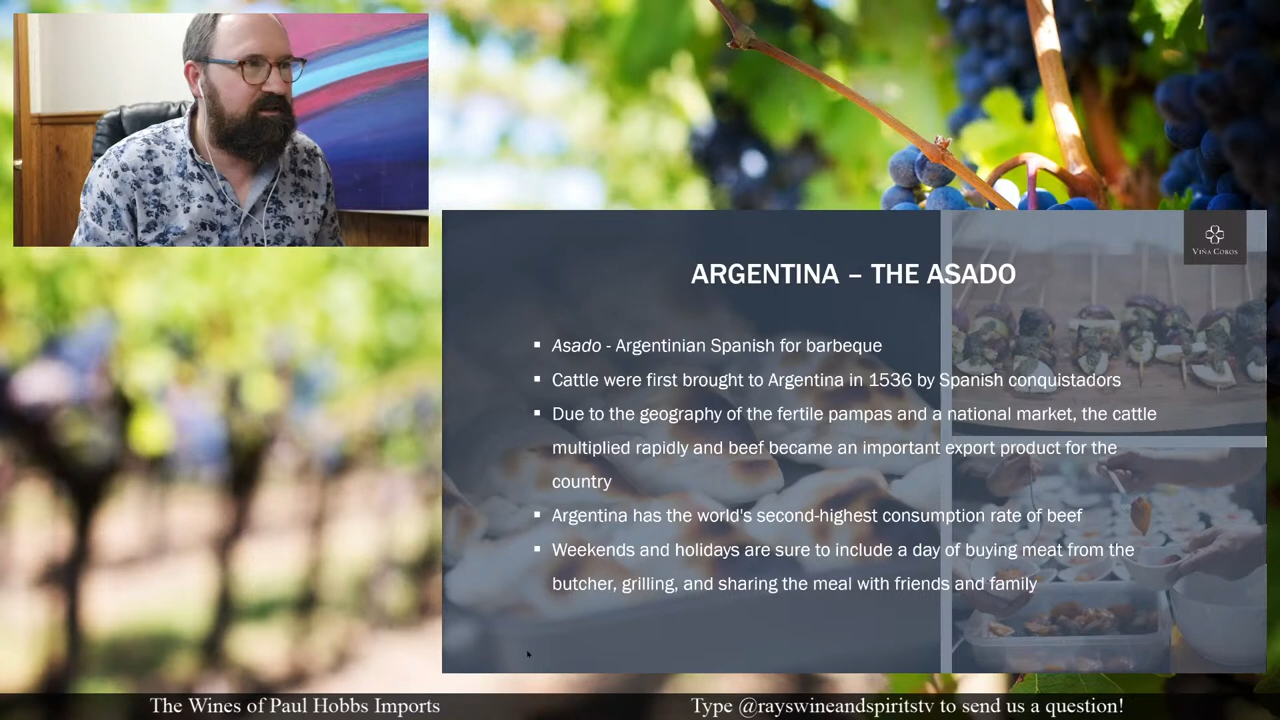 VIÑA COBOS
ARGENTINA – THE ASADO
▪ Asado - Argentinian Spanish for barbeque
▪ Cattle were first brought to Argentina in 1536 by Spanish conquistadors
▪ Due to the geography of the fertile pampas and a national market, the cattle
multiplied rapidly and beef became an important export product for the
country
▪ Argentina has the world's second-highest consumption rate of beef
▪ Weekends and holidays are sure to include a day of buying meat from the
butcher, grilling, and sharing the meal with friends and family
The Wines of Paul Hobbs Imports
Type @rayswineandspiritstv to send us a question!